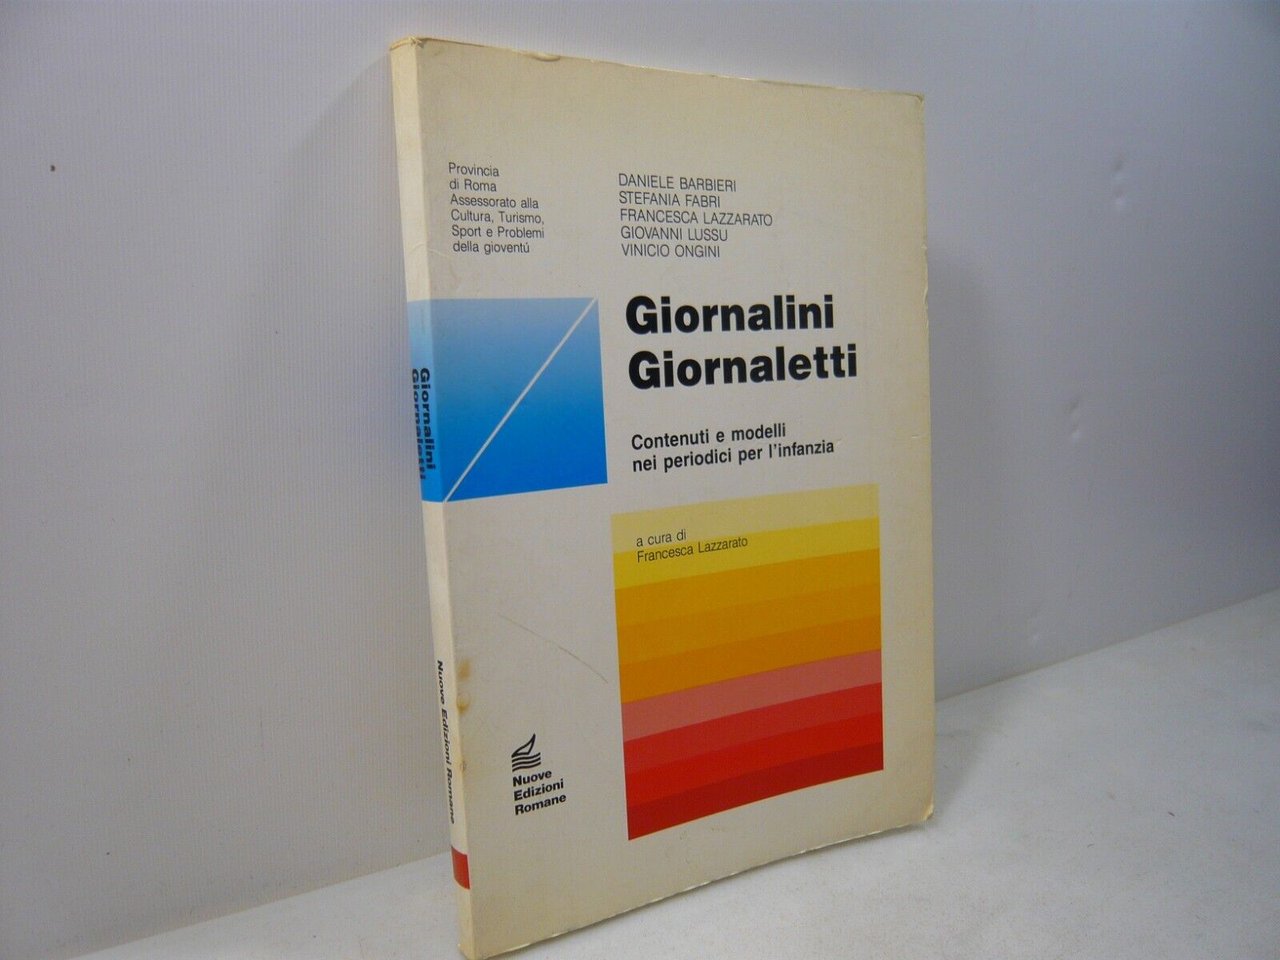 Provincia
di Roma
Assessorato alla
Cultura, Turismo,
Sport e Problemi
della gioventú
DANIELE BARBIERI
STEFANIA FABRI
FRANCESCA LAZZARATO
GIOVANNI LUSSU
VINICIO ONGINI
Giornalini
Giornaletti
Contenuti e modelli
nei periodici per l'infanzia
a cura di
Francesca Lazzarato
Nuove
Edizioni
Romane
Giornalini
Giornaletti
Nuove Edizioni Romane